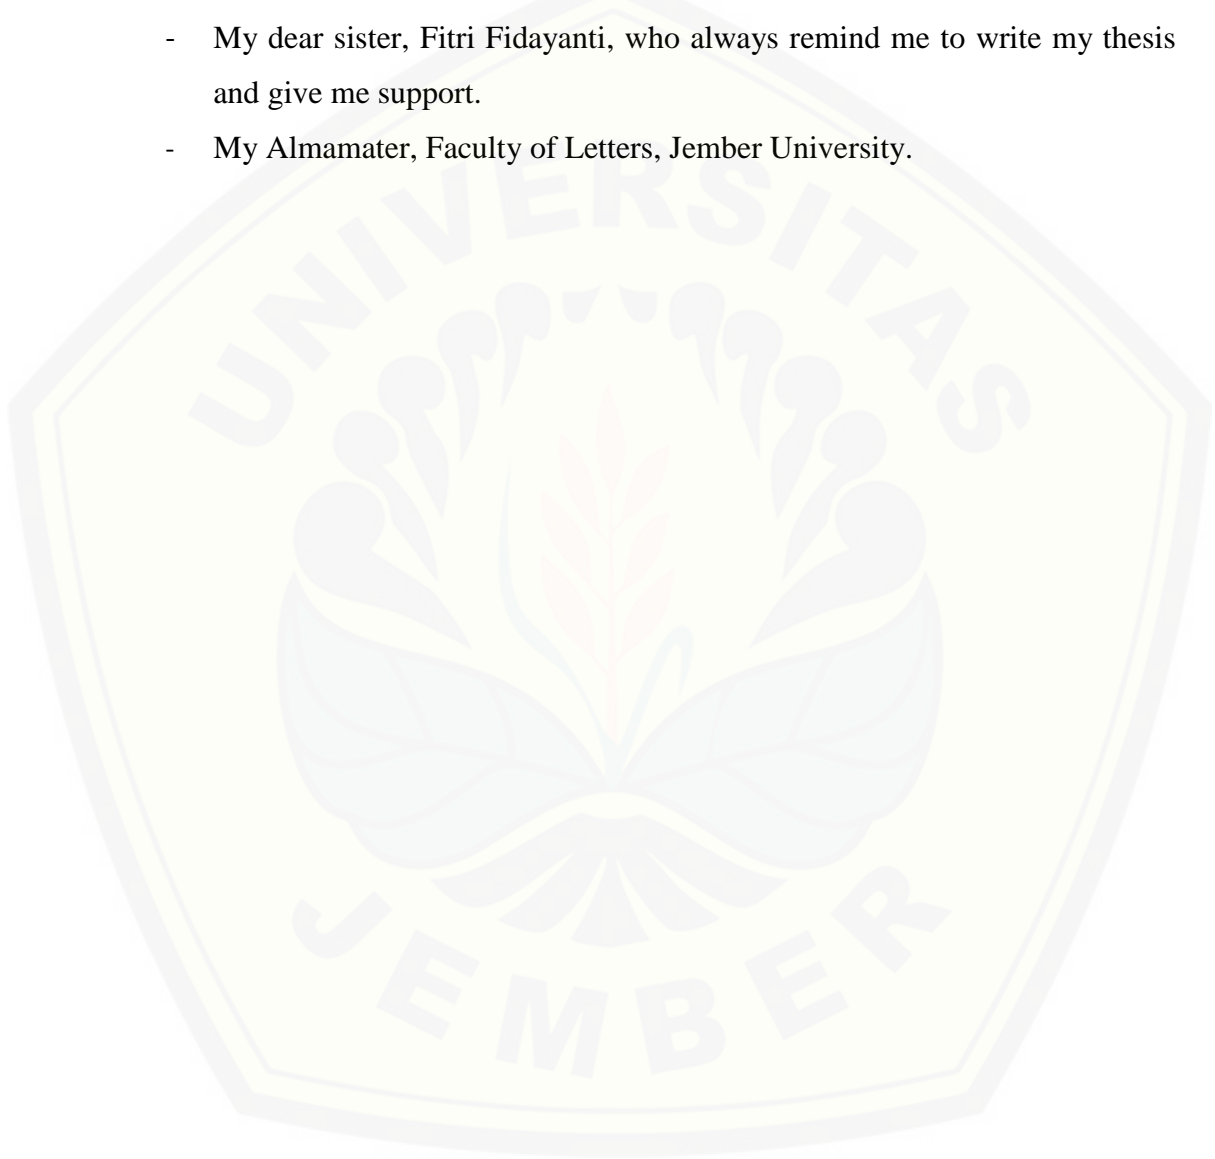 - My dear sister, Fitri Fidayanti, who always remind me to write my thesis
and give me support.
- My Almamater, Faculty of Letters, Jember University.
UNIVERSITAS
JEMBER